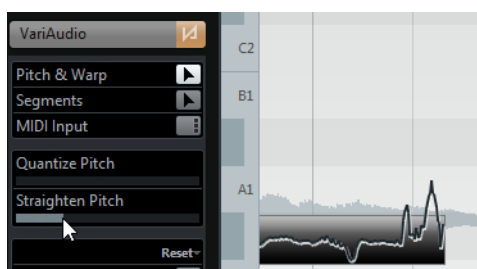 VariAudio
Pitch & Warp
Segments
MIDI Input
Quantize Pitch
Straighten Pitch
Reset
C2
B1
A1